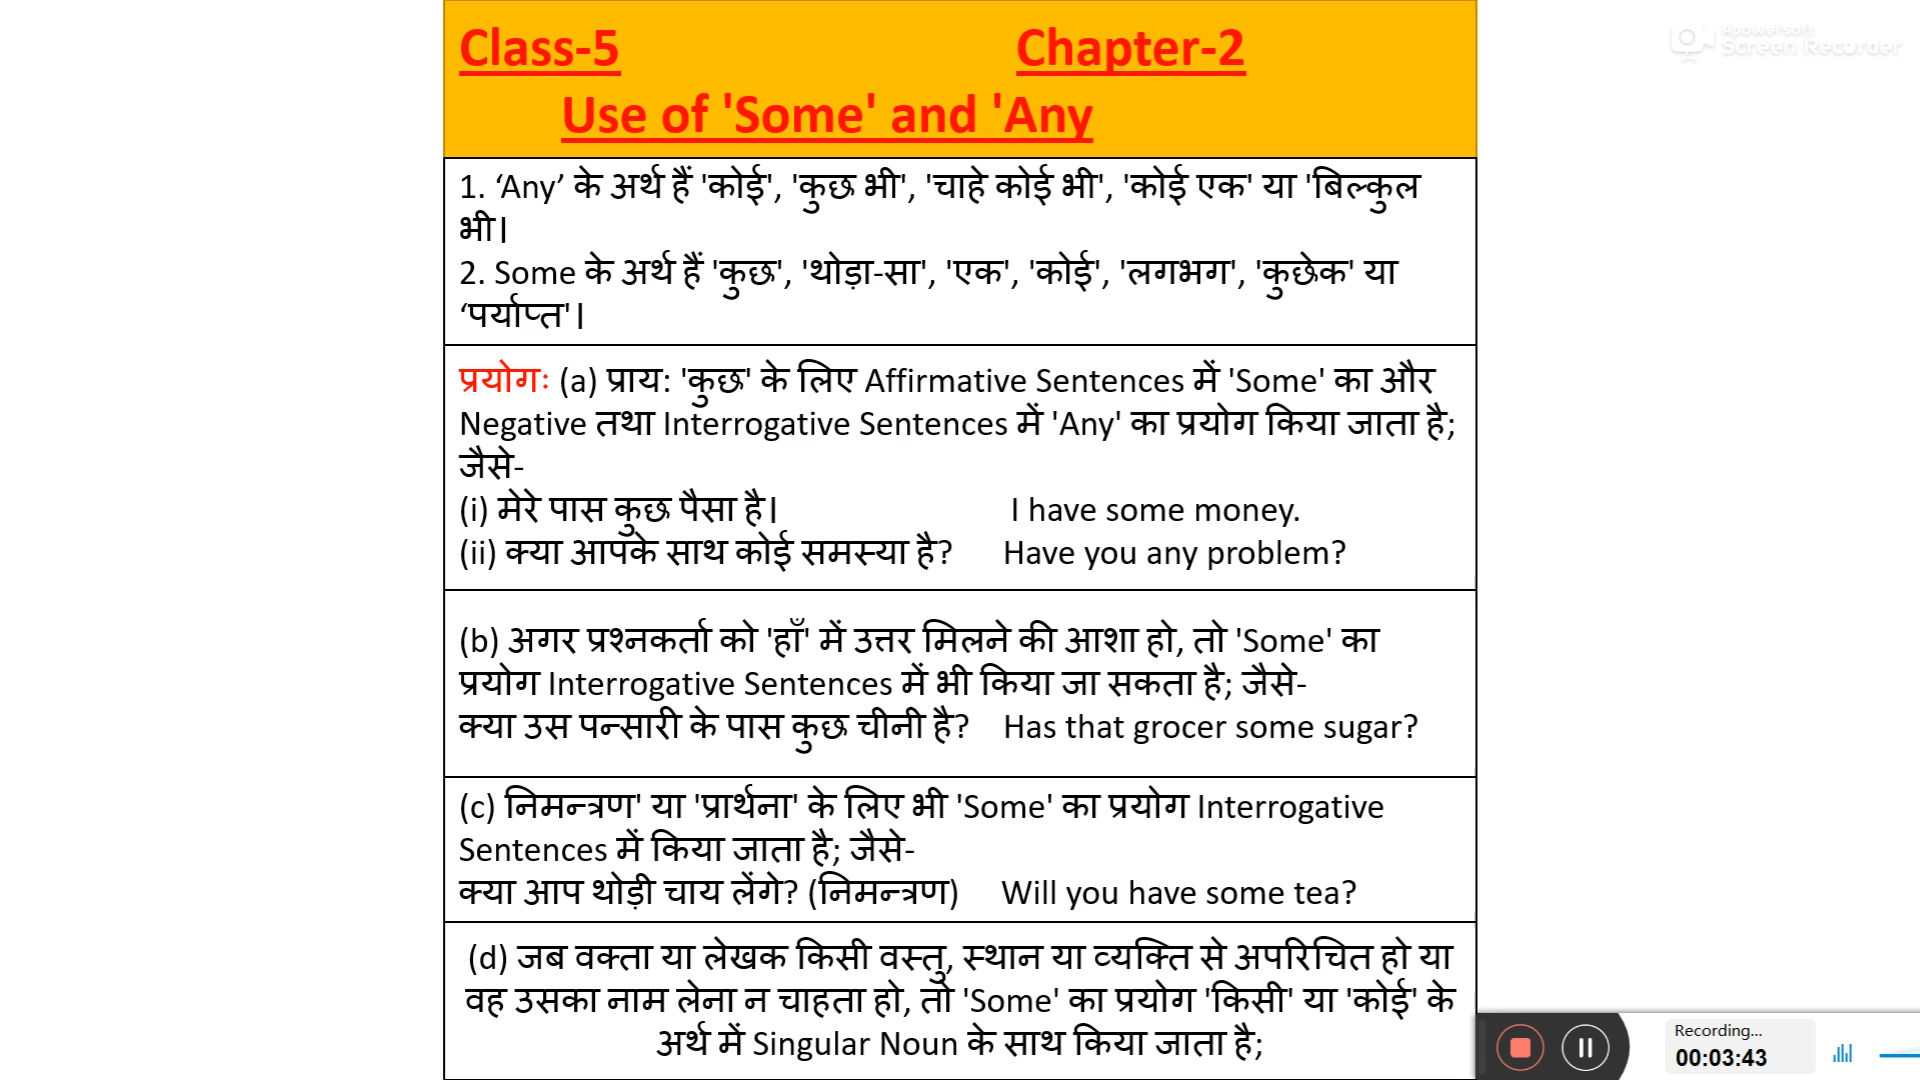 Class-5 Chapter-2
Use of 'Some' and 'Any
Apowersoft
Screen Recorder
1. ‘Any’ के अर्थ हैं 'कोई', 'कुछ भी', 'चाहे कोई भी', 'कोई एक' या 'बिल्कुल
भी।
2. Some के अर्थ हैं 'कुछ', 'थोड़ा-सा', 'एक', 'कोई', 'लगभग', 'कुछेक' या
‘पर्याप्त'।
प्रयोगः (a) प्राय: 'कुछ' के लिए Affirmative Sentences में 'Some' का और
Negative तथा Interrogative Sentences में 'Any' का प्रयोग किया जाता है;
जैसे-
(i) मेरे पास कुछ पैसा है। I have some money.
(ii) क्या आपके साथ कोई समस्या है? Have you any problem?
(b) अगर प्रश्नकर्ता को 'हाँ' में उत्तर मिलने की आशा हो, तो 'Some' का
प्रयोग Interrogative Sentences में भी किया जा सकता है; जैसे-
क्या उस पन्सारी के पास कुछ चीनी है? Has that grocer some sugar?
(c) निमन्त्रण' या 'प्रार्थना' के लिए भी 'Some' का प्रयोग Interrogative
Sentences में किया जाता है; जैसे-
क्या आप थोड़ी चाय लेंगे? (निमन्त्रण) Will you have some tea?
(d) जब वक्ता या लेखक किसी वस्तु, स्थान या व्यक्ति से अपरिचित हो या
वह उसका नाम लेना न चाहता हो, तो 'Some' का प्रयोग 'किसी' या 'कोई' के
अर्थ में Singular Noun के साथ किया जाता है;
Recording...
00:03:43